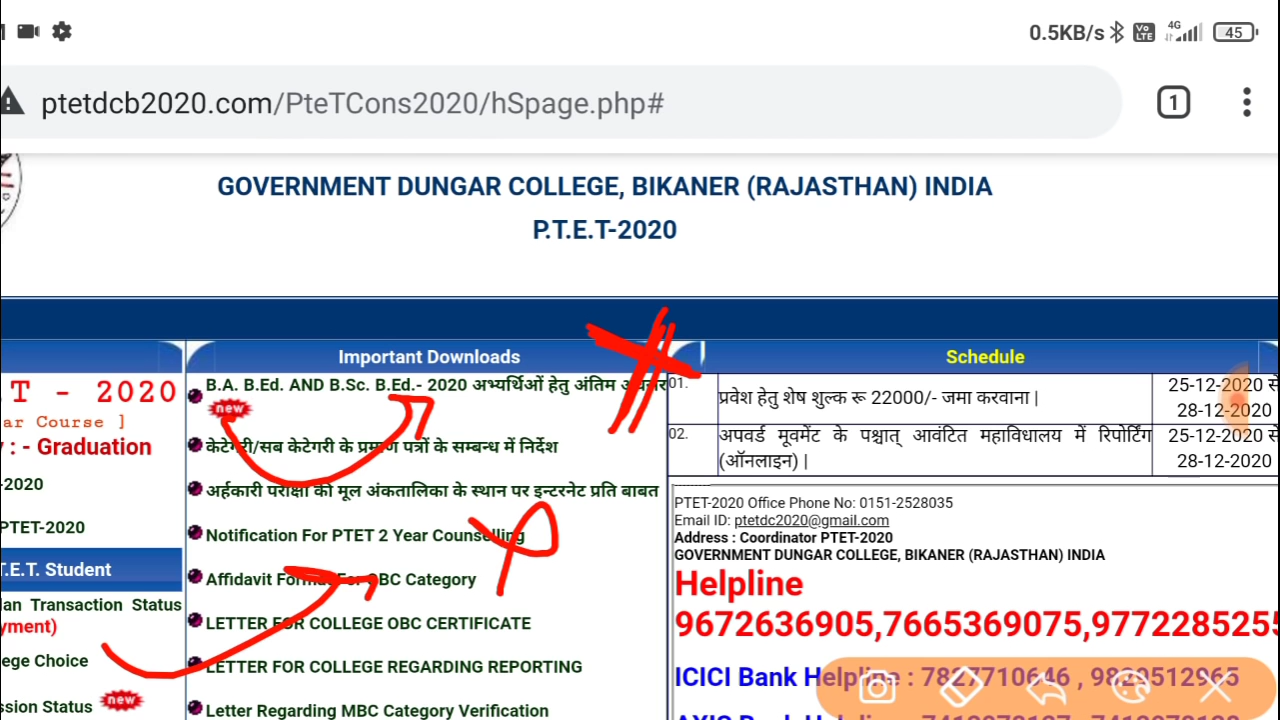 0.5KB/s VoLTE 4G 45
ptetdcb2020.com/PteTCons2020/hSpage.php#
1
GOVERNMENT DUNGAR COLLEGE, BIKANER (RAJASTHAN) INDIA
P.T.E.T-2020
T - 2020
ar Course ]
: - Graduation
-2020
PTET-2020
.E.T. Student
lan Transaction Status
yment)
ege Choice
ssion Status new
Important Downloads
B.A. B.Ed. AND B.Sc. B.Ed.- 2020 अभ्यर्थिओं हेतु अंतिम
new
केटेगरी/सब केटेगरी के प्रमाण पत्रों के सम्बन्ध में निर्देश
अर्हकारी परीक्षा की मूल अंकतालिका के स्थान पर इन्टरनेट प्रति बाबत
Notification For PTET 2 Year Counselling
Affidavit Format For OBC Category
LETTER FOR COLLEGE OBC CERTIFICATE
LETTER FOR COLLEGE REGARDING REPORTING
Letter Regarding MBC Category Verification
Schedule
01. प्रवेश हेतु शेष शुल्क रू 22000/- जमा करवाना | 25-12-2020 से
28-12-2020
02. अपवर्ड मूवमेंट के पश्चात् आवंटित महाविधालय में रिपोर्टिंग 25-12-2020 से
(ऑनलाइन) | 28-12-2020
PTET-2020 Office Phone No: 0151-2528035
Email ID: ptetdc2020@gmail.com
Address : Coordinator PTET-2020
GOVERNMENT DUNGAR COLLEGE, BIKANER (RAJASTHAN) INDIA
Helpline
9672636905,7665369075,977228525
ICICI Bank Helpline : 7827710646 , 9829512965